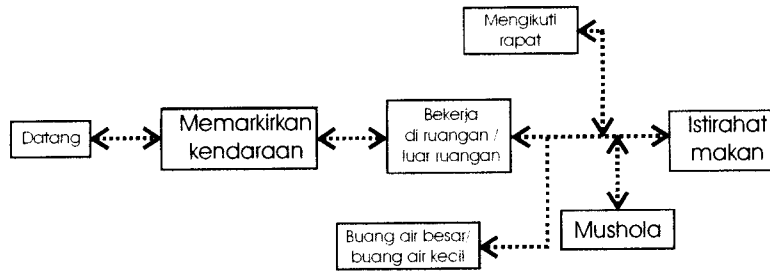 Mengikuti
rapat
Datang
Memarkirkan
kendaraan
Bekerja
di ruangan /
luar ruangan
Istirahat
makan
Buang air besar/
buang air kecil
Mushola